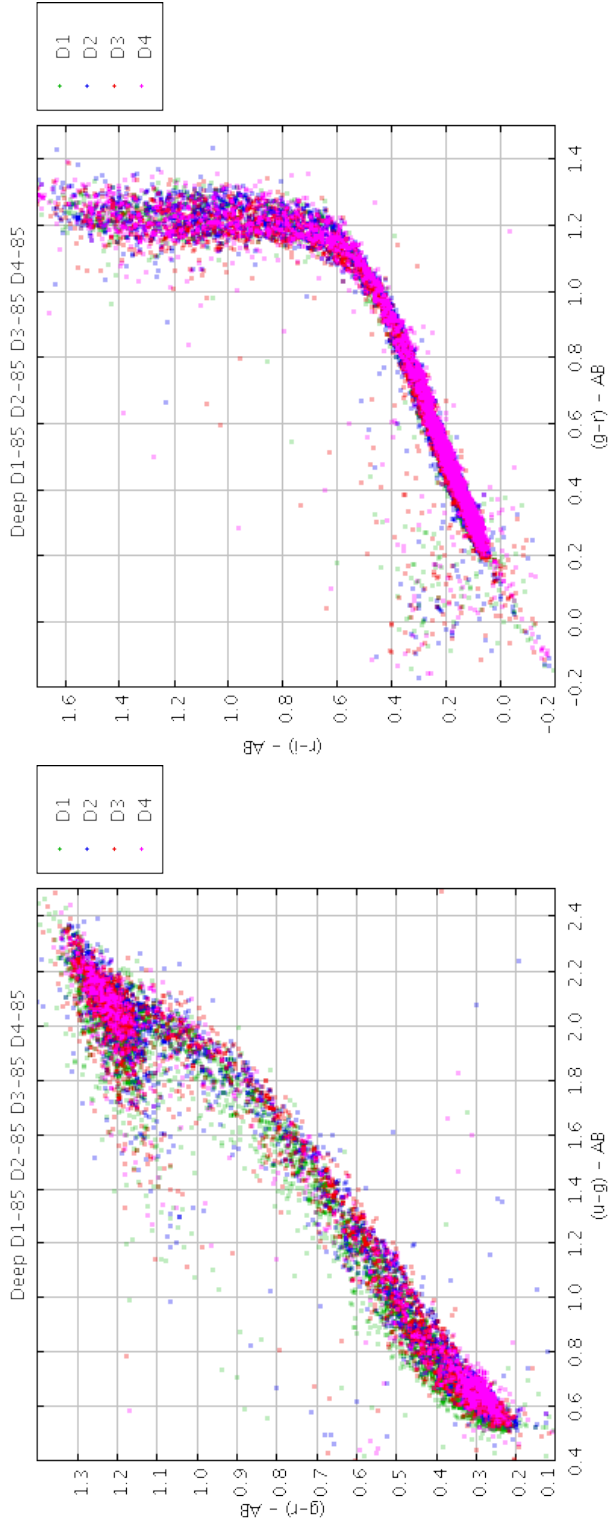 Deep D1-85 D2-85 D3-85 D4-85
D1
D2
D3
D4
(g-r) - AB
1.3
1.2
1.1
1.0
0.9
0.8
0.7
0.6
0.5
0.4
0.3
0.2
0.1
0.4 0.6 0.8 1.0 1.2 1.4 1.6 1.8 2.0 2.2 2.4
(u-g) - AB
Deep D1-85 D2-85 D3-85 D4-85
D1
D2
D3
D4
(r-i) - AB
1.6
1.4
1.2
1.0
0.8
0.6
0.4
0.2
0.0
-0.2
-0.2 0.0 0.2 0.4 0.6 0.8 1.0 1.2 1.4
(g-r) - AB